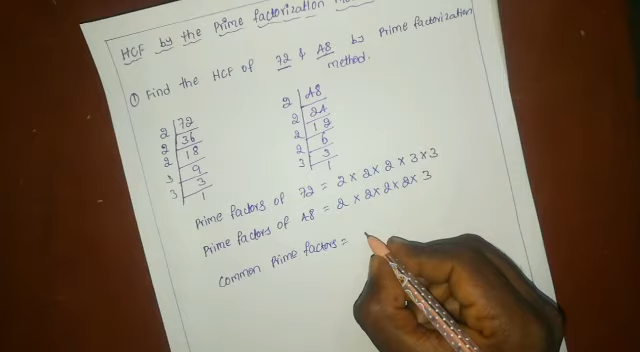 HCF by the Prime factorization
① Find the HCF of 72 & 48 by Prime factorization
method.
2 | 72
2 | 36
2 | 18
3 | 9
3 | 3
1
2 | 48
2 | 24
2 | 12
2 | 6
3 | 3
1
Prime factors of 72 = 2 × 2 × 2 × 3 × 3
Prime factors of 48 = 2 × 2 × 2 × 2 × 3
Common Prime factors =